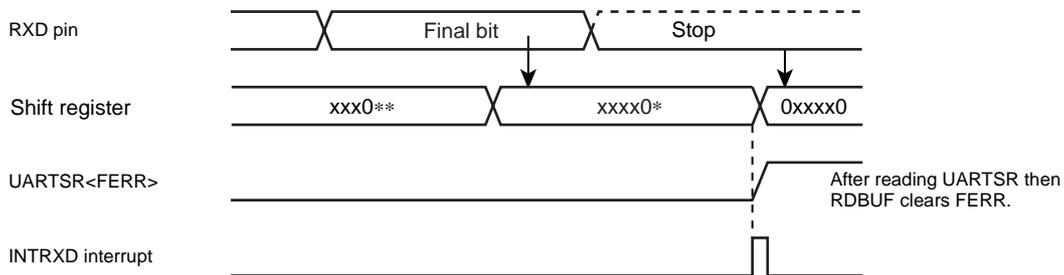 RXD pin
Final bit
Stop
Shift register
xxx0**
xxxx0*
0xxxx0
UARTSR<FERR>
After reading UARTSR then
RDBUF clears FERR.
INTRXD interrupt